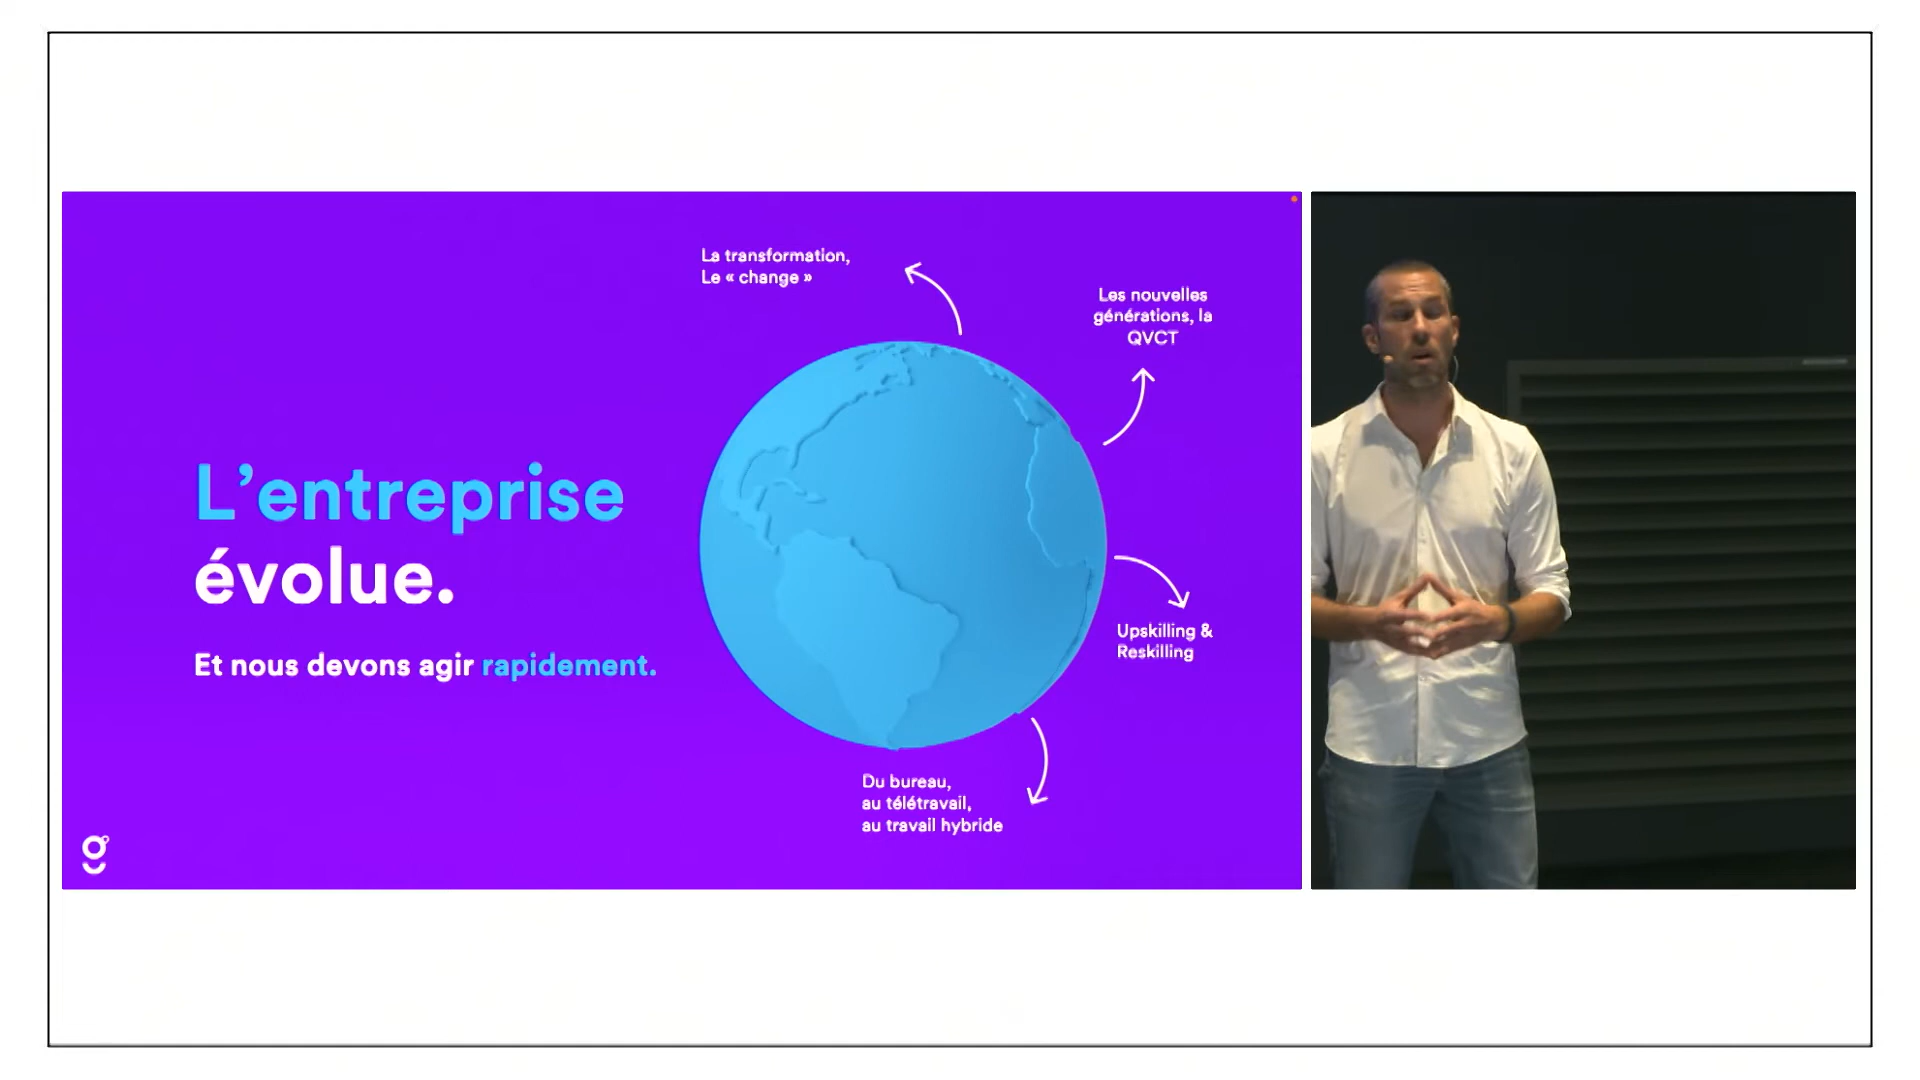 L’entreprise
évolue.
Et nous devons agir rapidement.
La transformation,
Le « change »
Les nouvelles
générations, la
QVCT
Upskilling &
Reskilling
Du bureau,
au télétravail,
au travail hybride